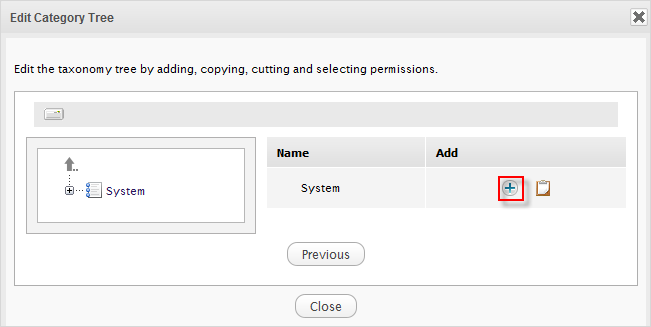 Edit Category Tree
Edit the taxonomy tree by adding, copying, cutting and selecting permissions.
..
System
Name Add
System
Previous
Close